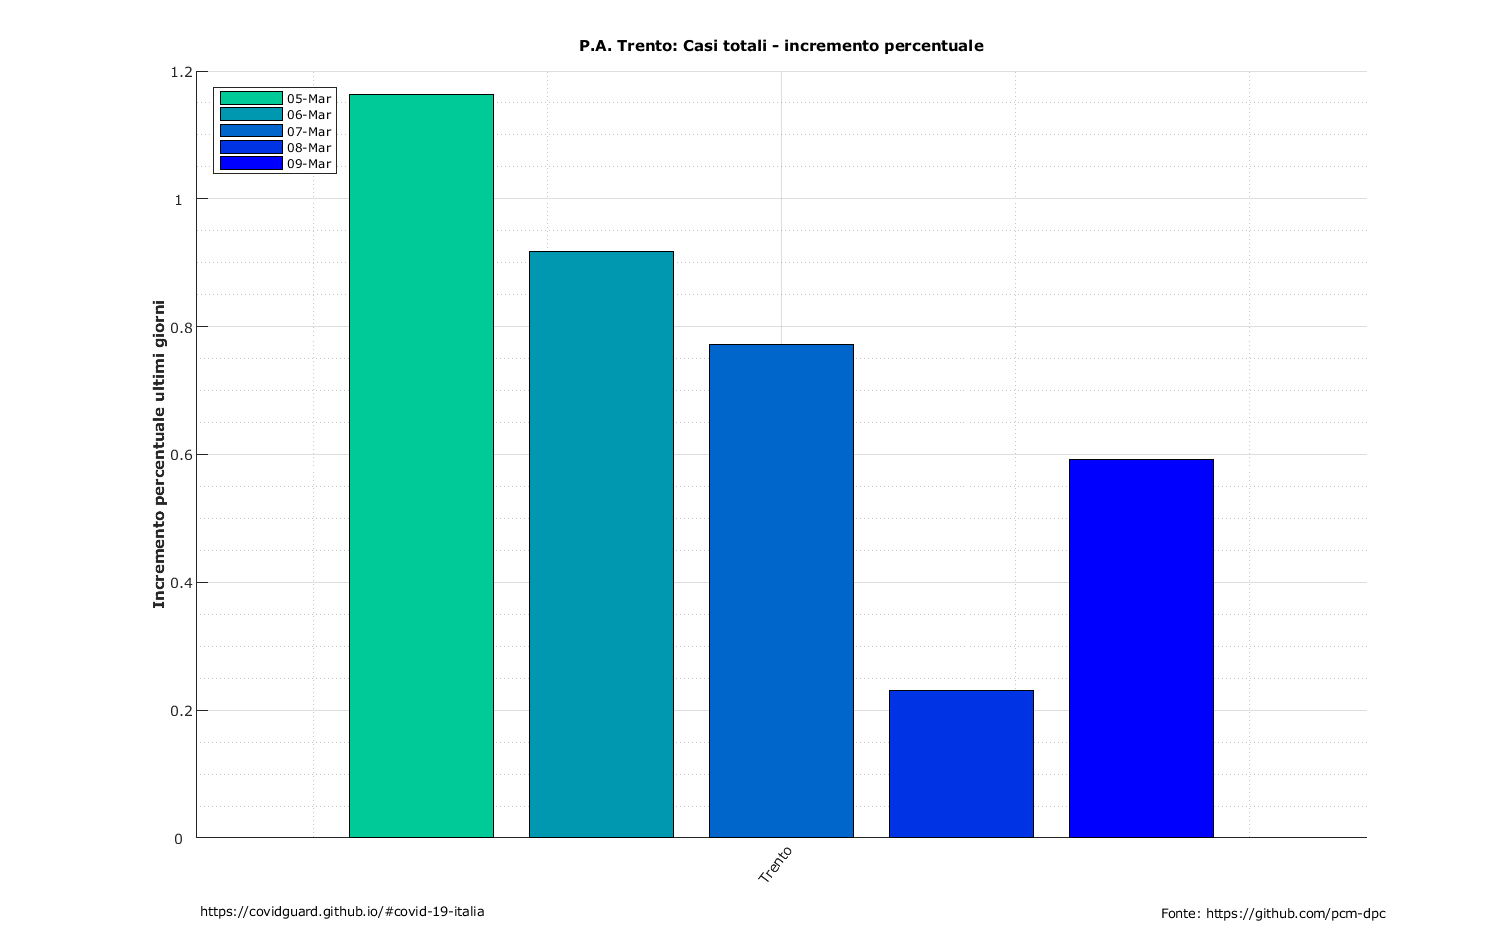 P.A. Trento: Casi totali - incremento percentuale
1.2
1
0.8
0.6
0.4
0.2
0
Incremento percentuale ultimi giorni
05-Mar
06-Mar
07-Mar
08-Mar
09-Mar
Trento
https://covidguard.github.io/#covid-19-italia
Fonte: https://github.com/pcm-dpc